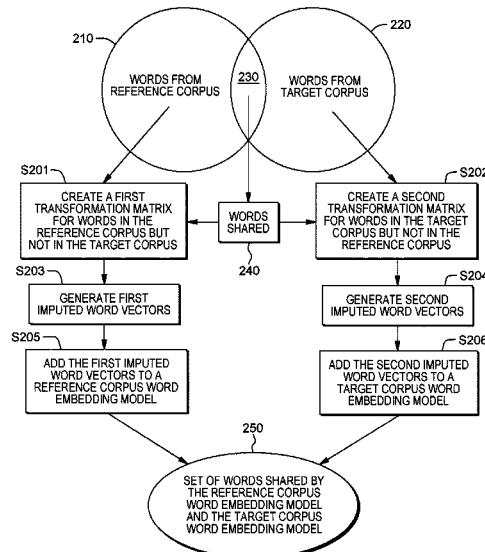 210
220
WORDS FROM
REFERENCE CORPUS
230
WORDS FROM
TARGET CORPUS
S201
CREATE A FIRST
TRANSFORMATION MATRIX
FOR WORDS IN THE
REFERENCE CORPUS BUT
NOT IN THE TARGET CORPUS
WORDS
SHARED
240
S202
CREATE A SECOND
TRANSFORMATION MATRIX
FOR WORDS IN THE TARGET
CORPUS BUT NOT IN THE
REFERENCE CORPUS
S203
GENERATE FIRST
IMPUTED WORD VECTORS
S204
GENERATE SECOND
IMPUTED WORD VECTORS
S205
ADD THE FIRST IMPUTED
WORD VECTORS TO A
REFERENCE CORPUS WORD
EMBEDDING MODEL
S206
ADD THE SECOND IMPUTED
WORD VECTORS TO A
TARGET CORPUS WORD
EMBEDDING MODEL
250
SET OF WORDS SHARED BY
THE REFERENCE CORPUS
WORD EMBEDDING MODEL
AND THE TARGET CORPUS
WORD EMBEDDING MODEL